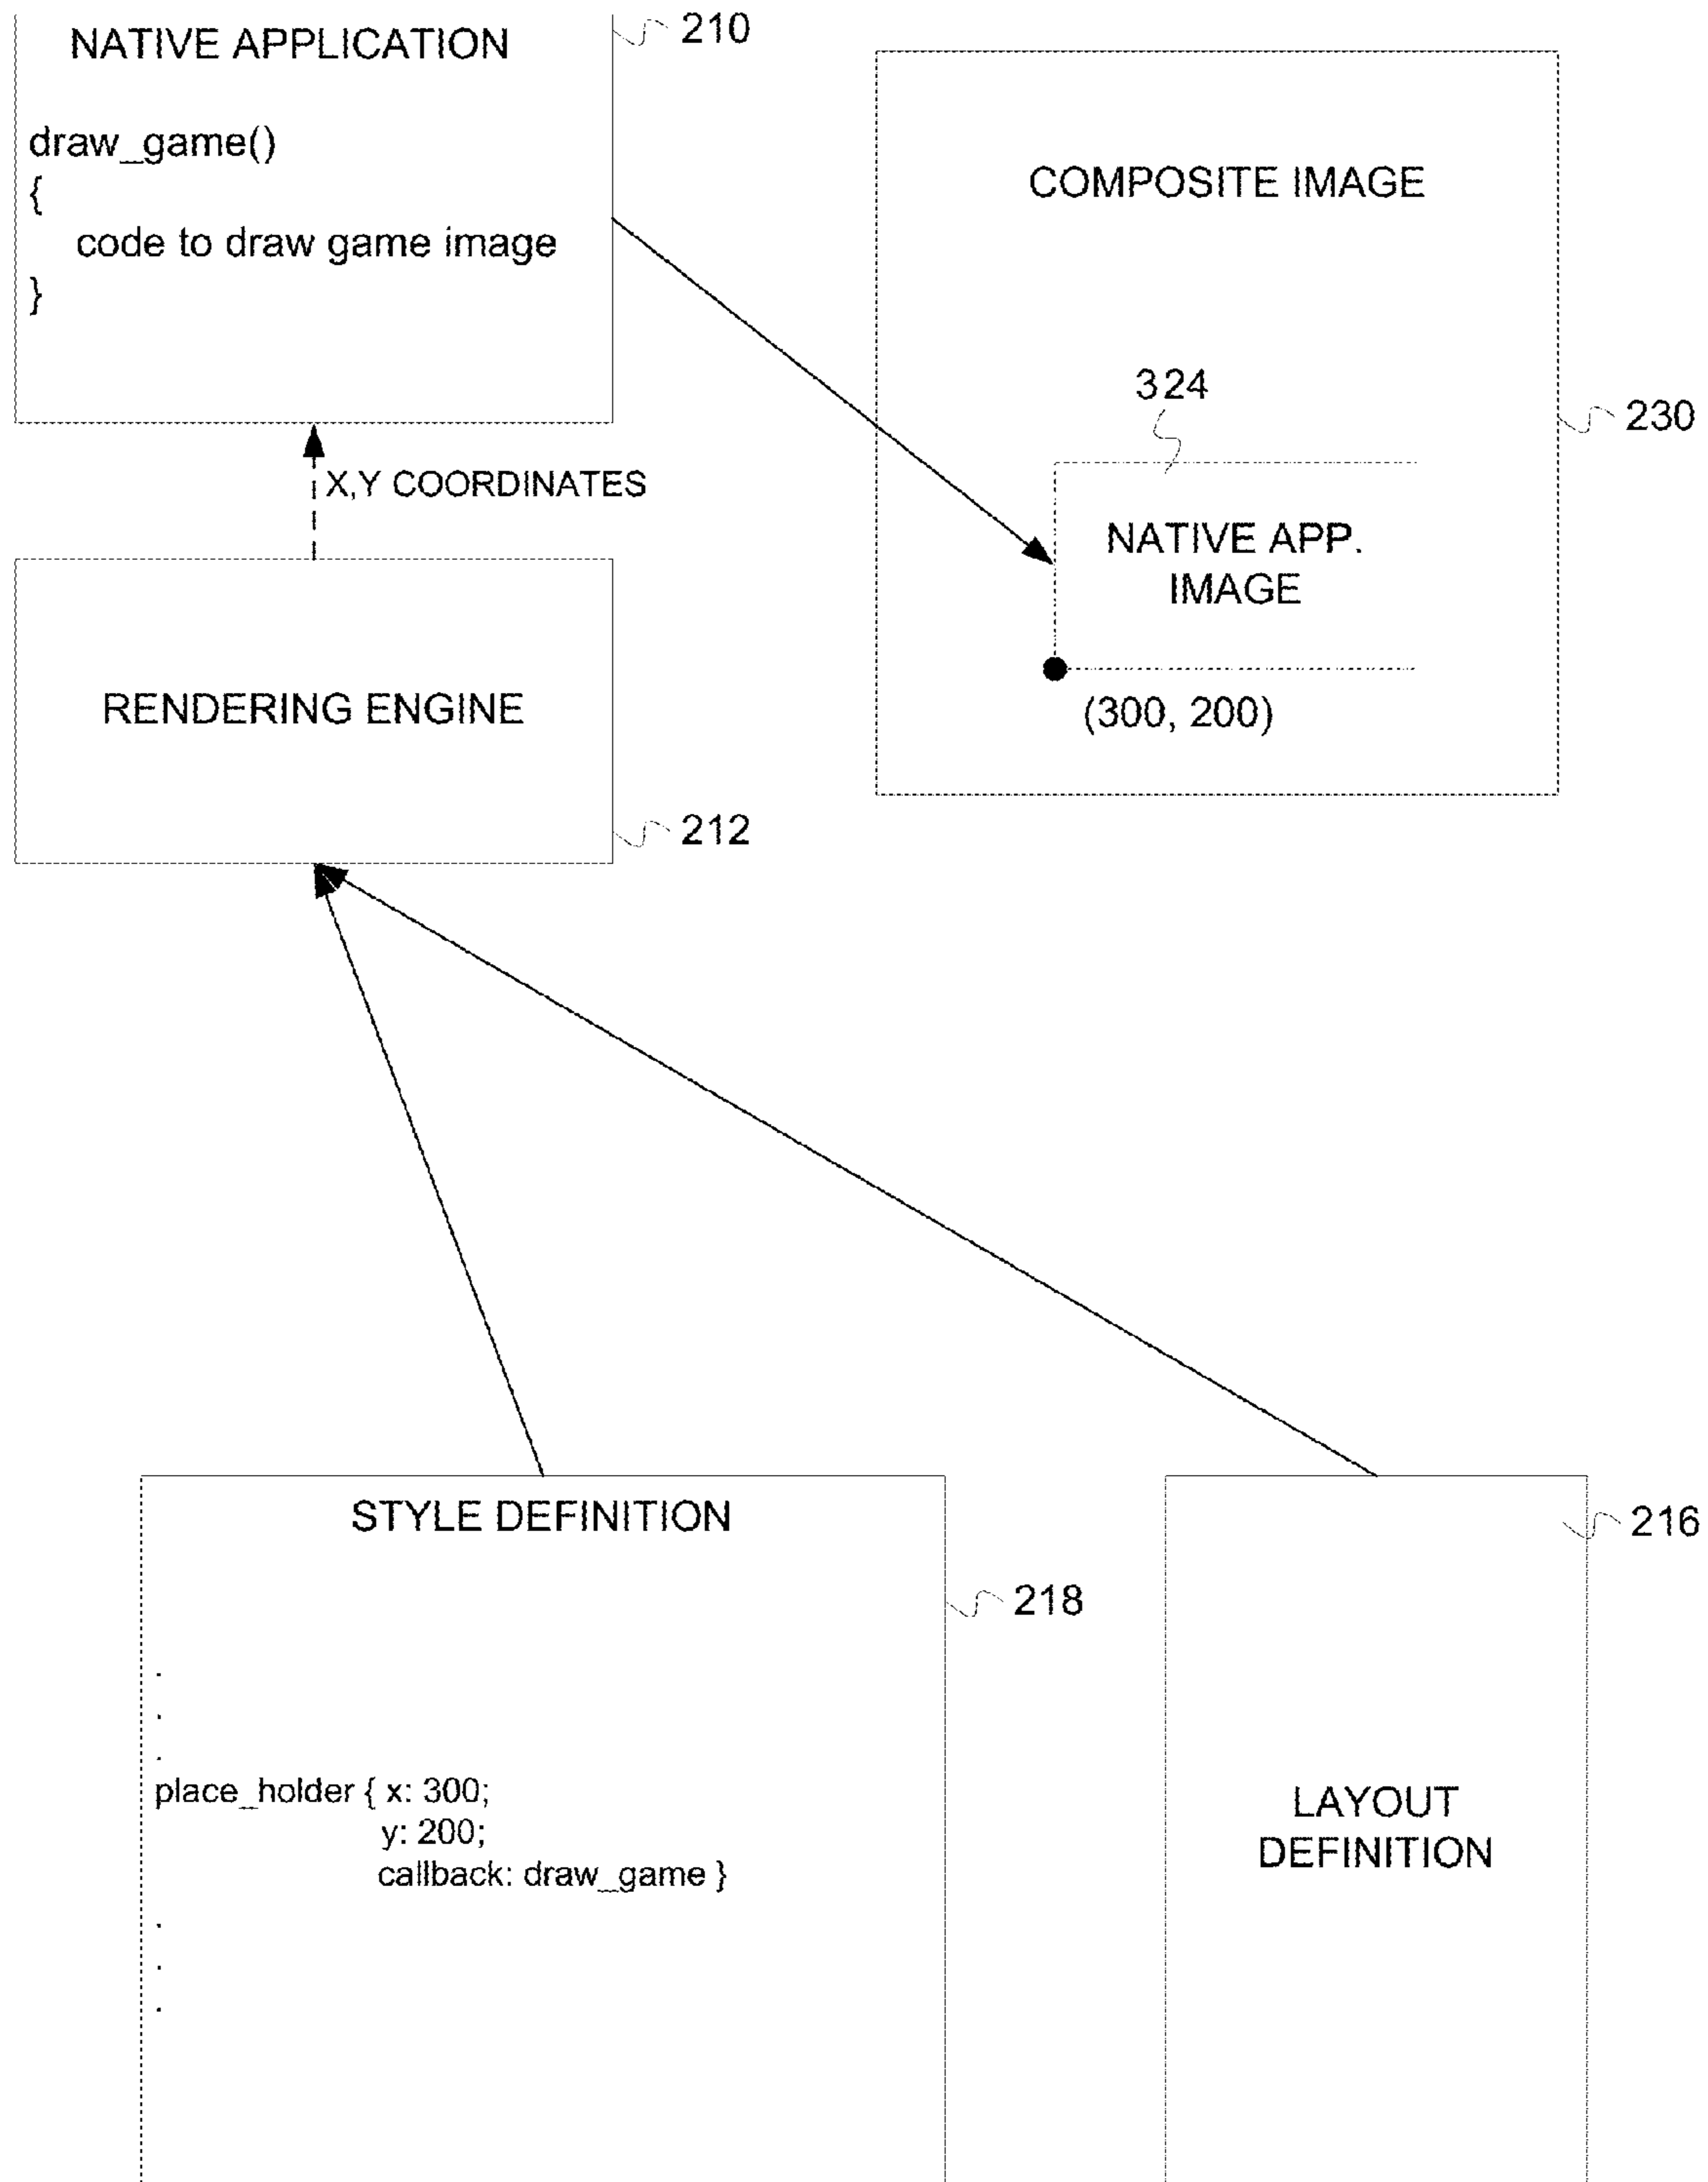 NATIVE APPLICATION
210
draw_game()
{
code to draw game image
}
COMPOSITE IMAGE
324
230
X,Y COORDINATES
NATIVE APP.
IMAGE
(300, 200)
RENDERING ENGINE
212
STYLE DEFINITION
218
.
.
.
place_holder { x: 300;
y: 200;
callback: draw_game }
.
.
.
216
LAYOUT
DEFINITION